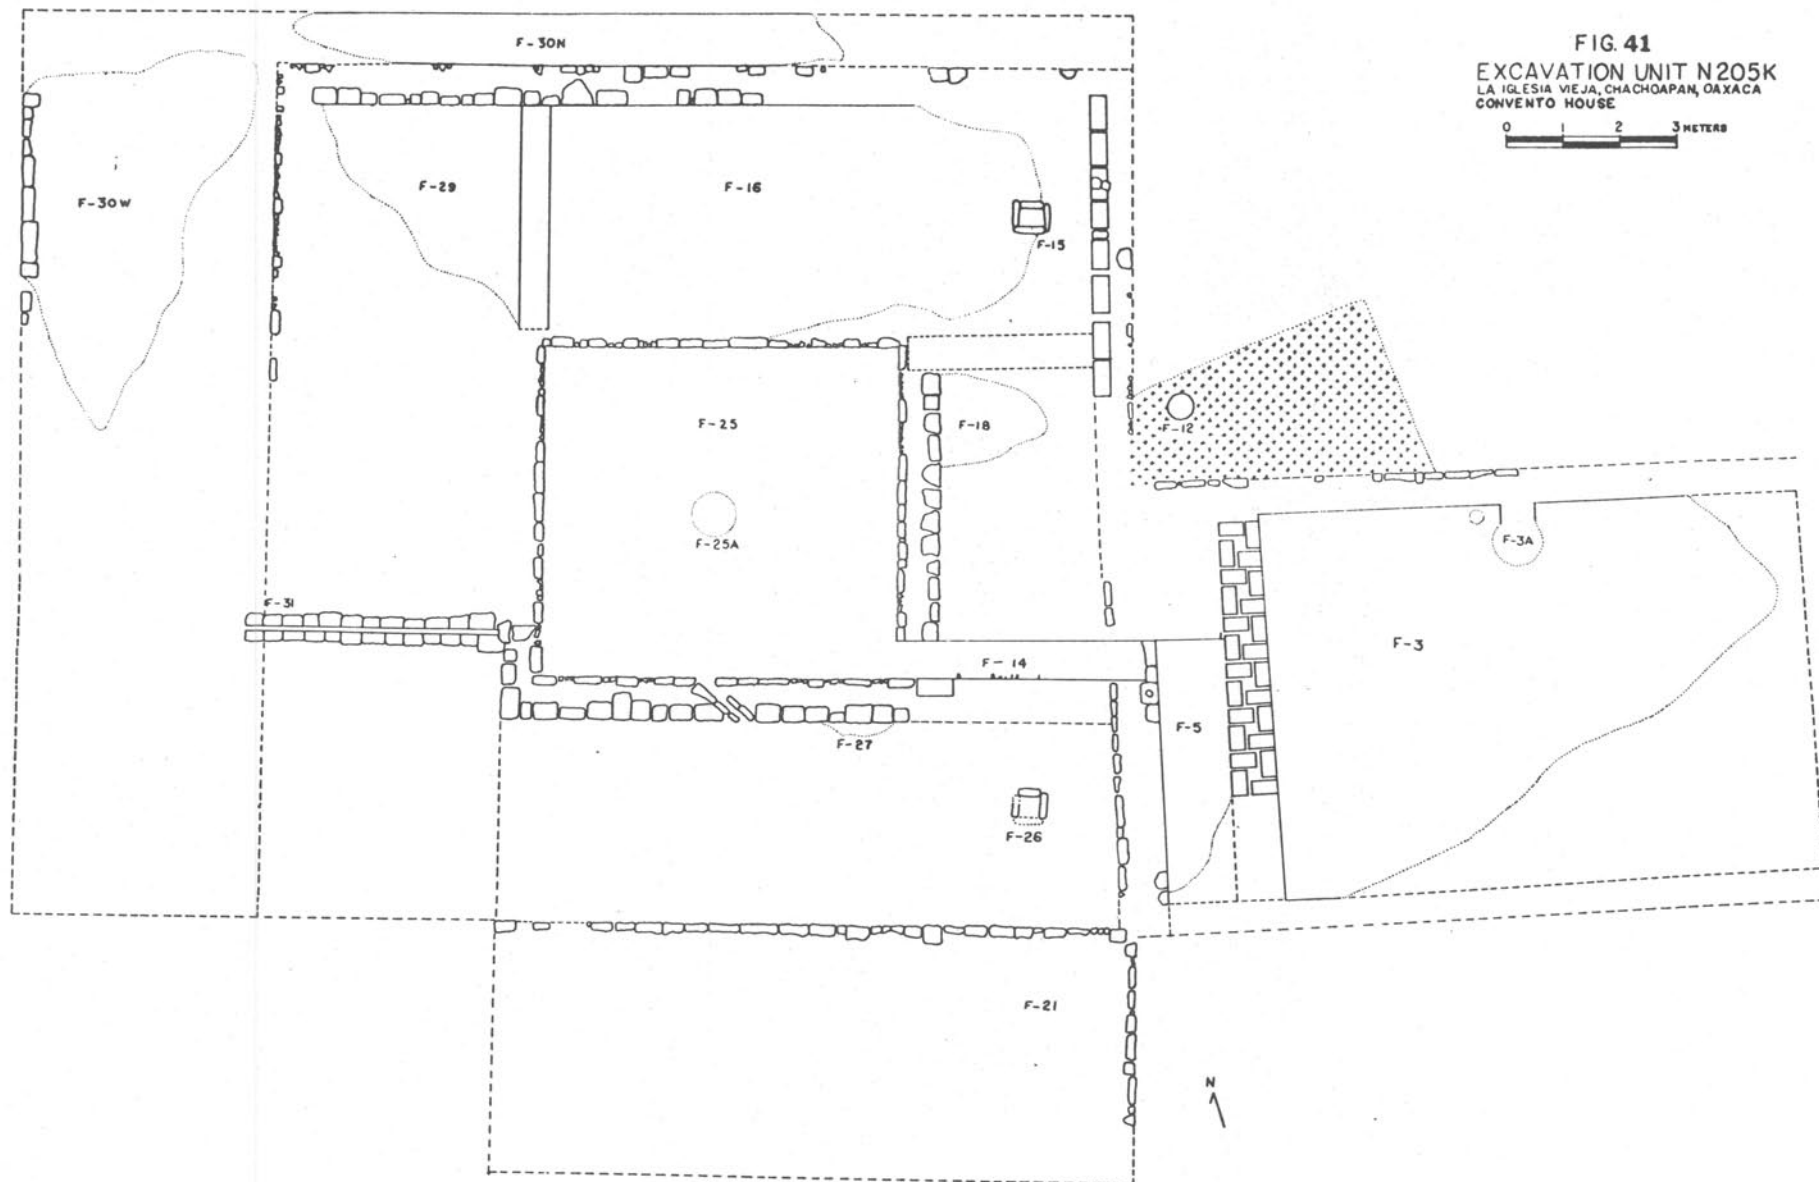 FIG. 41
EXCAVATION UNIT N205K
LA IGLESIA VIEJA, CHACHOAPAN, OAXACA
CONVENTO HOUSE
0 1 2 3 METERS
F-30N
F-30W
F-29
F-16
F-15
F-25
F-18
F-12
F-25A
F-3A
F-31
F-3
F-14
F-5
F-27
F-26
F-21
N